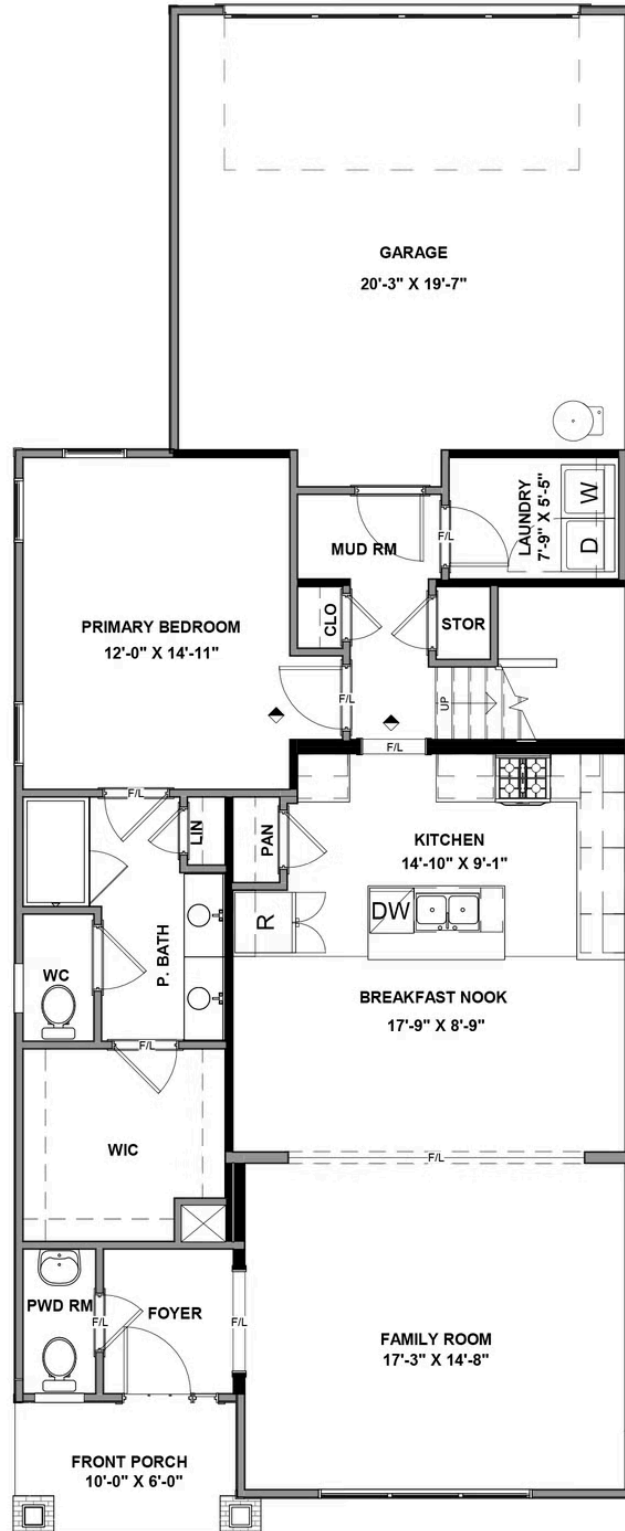 GARAGE
20'-3" X 19'-7"
MUD RM
F/L
LAUNDRY
7'-9" X 5'-5"
W
D
CLO
STOR
PRIMARY BEDROOM
12'-0" X 14'-11"
F/L
UP
F/L
F/L
LIN
PAN
KITCHEN
14'-10" X 9'-1"
R
DW
P. BATH
WC
BREAKFAST NOOK
17'-9" X 8'-9"
F/L
WIC
F/L
PWD RM
F/L
FOYER
F/L
FAMILY ROOM
17'-3" X 14'-8"
FRONT PORCH
10'-0" X 6'-0"